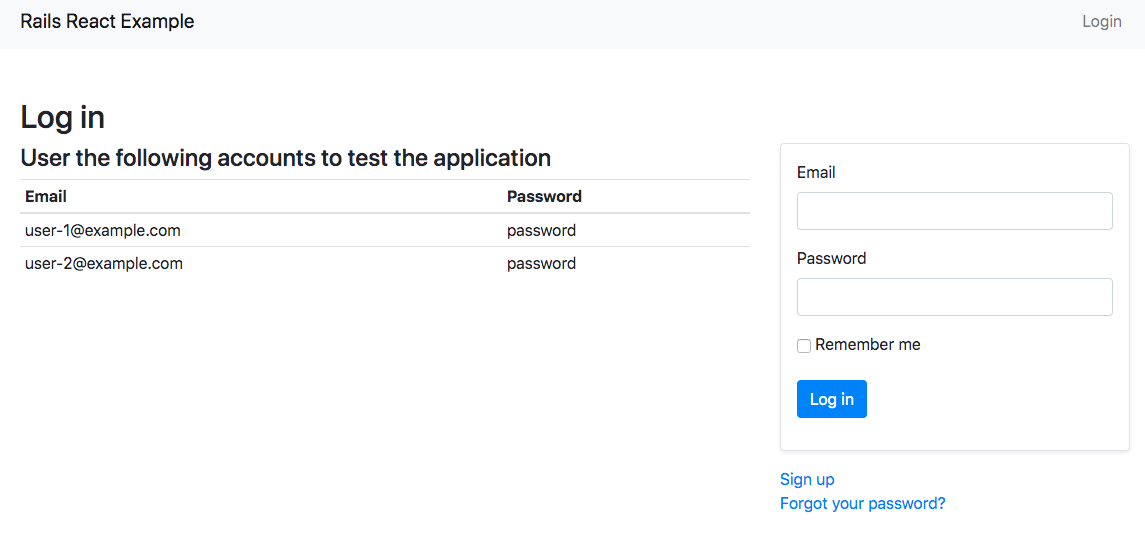 Rails React Example Login
Log in
User the following accounts to test the application
Email Password
user-1@example.com password
user-2@example.com password
Email
Password
Remember me
Log in
Sign up
Forgot your password?